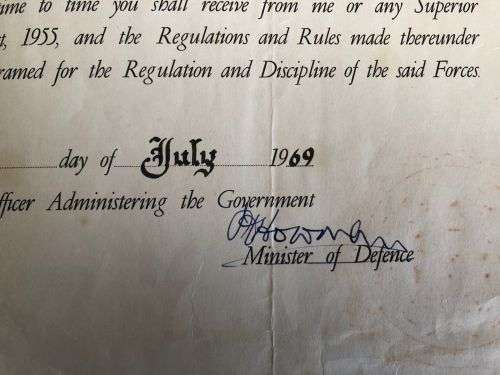 time to time you shall receive from me or any Superior
t, 1955, and the Regulations and Rules made thereunder
ramed for the Regulation and Discipline of the said Forces
day of July 1969
fficer Administering the Government
Minister of Defence